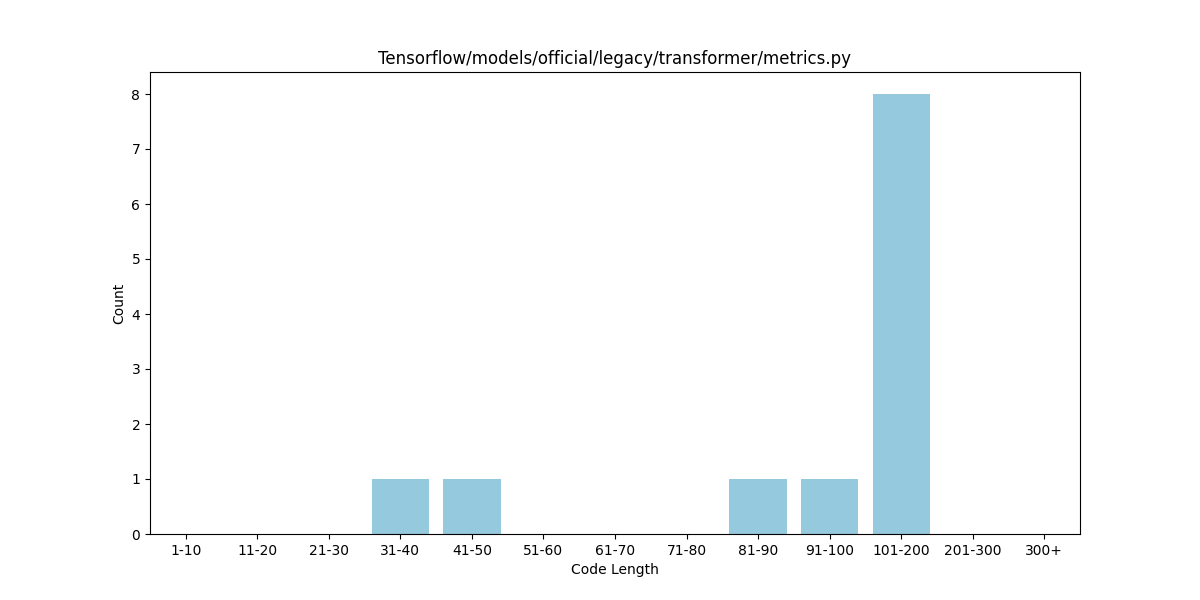 Tensorflow/models/official/legacy/transformer/metrics.py
Count
8
7
6
5
4
3
2
1
0
1-10 11-20 21-30 31-40 41-50 51-60 61-70 71-80 81-90 91-100 101-200 201-300 300+
Code Length